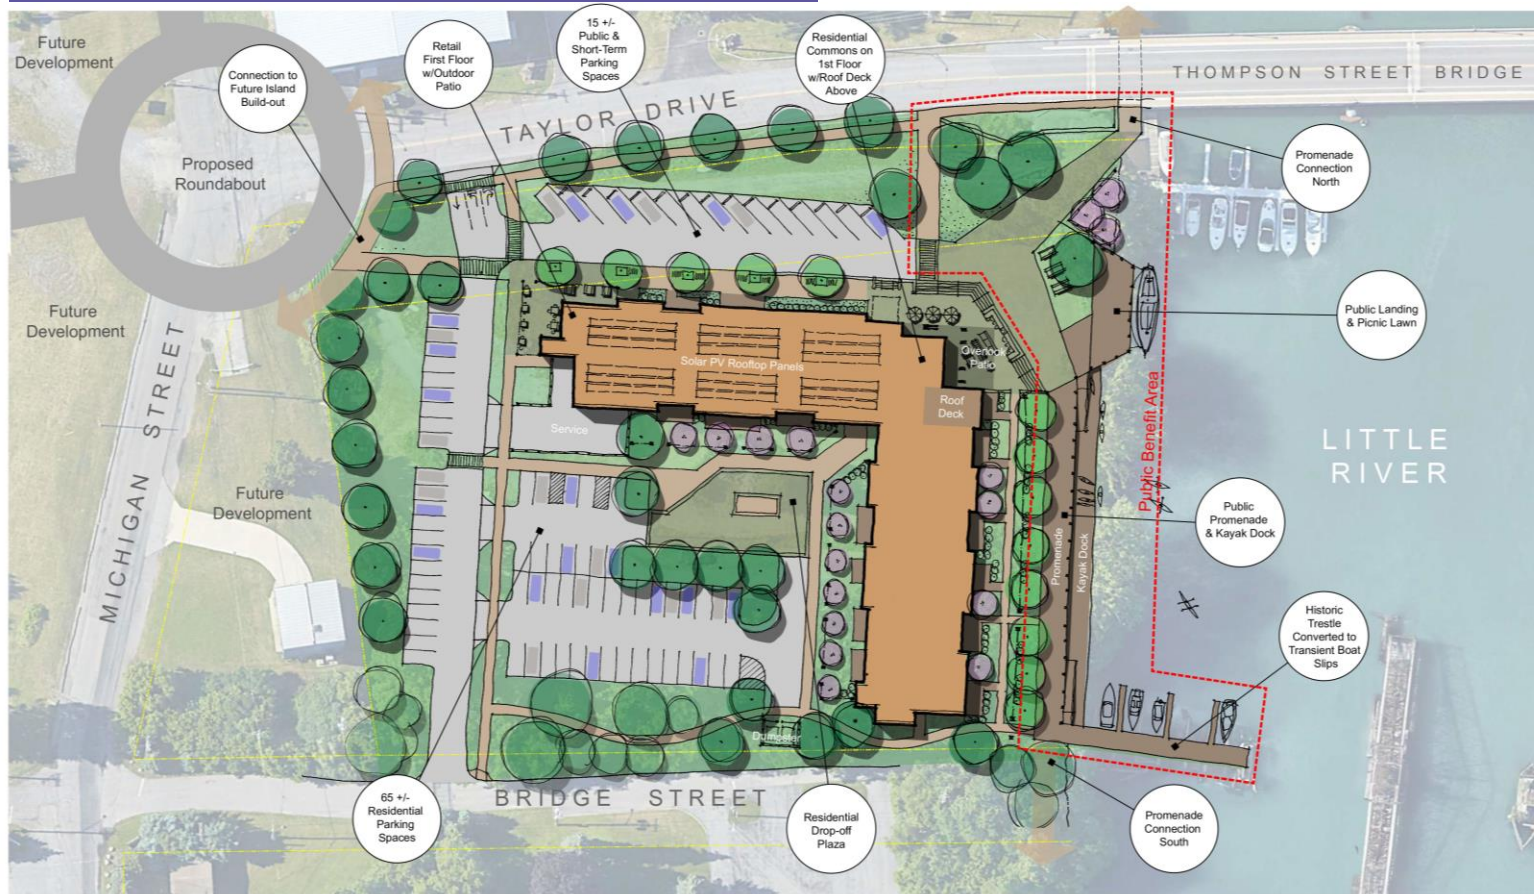 Future
Development
Connection to
Future Island
Build-out
Retail
First Floor
w/Outdoor
Patio
15 +/-
Public &
Short-Term
Parking
Spaces
Residential
Commons on
1st Floor
w/Roof Deck
Above
THOMPSON STREET BRIDGE
TAYLOR DRIVE
Proposed
Roundabout
Promenade
Connection
North
Future
Development
Public Landing
& Picnic Lawn
Solar PV Rooftop Panels
Overlook
Patio
Roof
Deck
Public Benefit Area
LITTLE
RIVER
MICHIGAN STREET
Service
Future
Development
Public
Promenade
& Kayak Dock
Promenade
Kayak Dock
Historic
Trestle
Converted to
Transient Boat
Slips
Dumpster
65 +/-
Residential
Parking
Spaces
BRIDGE STREET
Residential
Drop-off
Plaza
Promenade
Connection
South